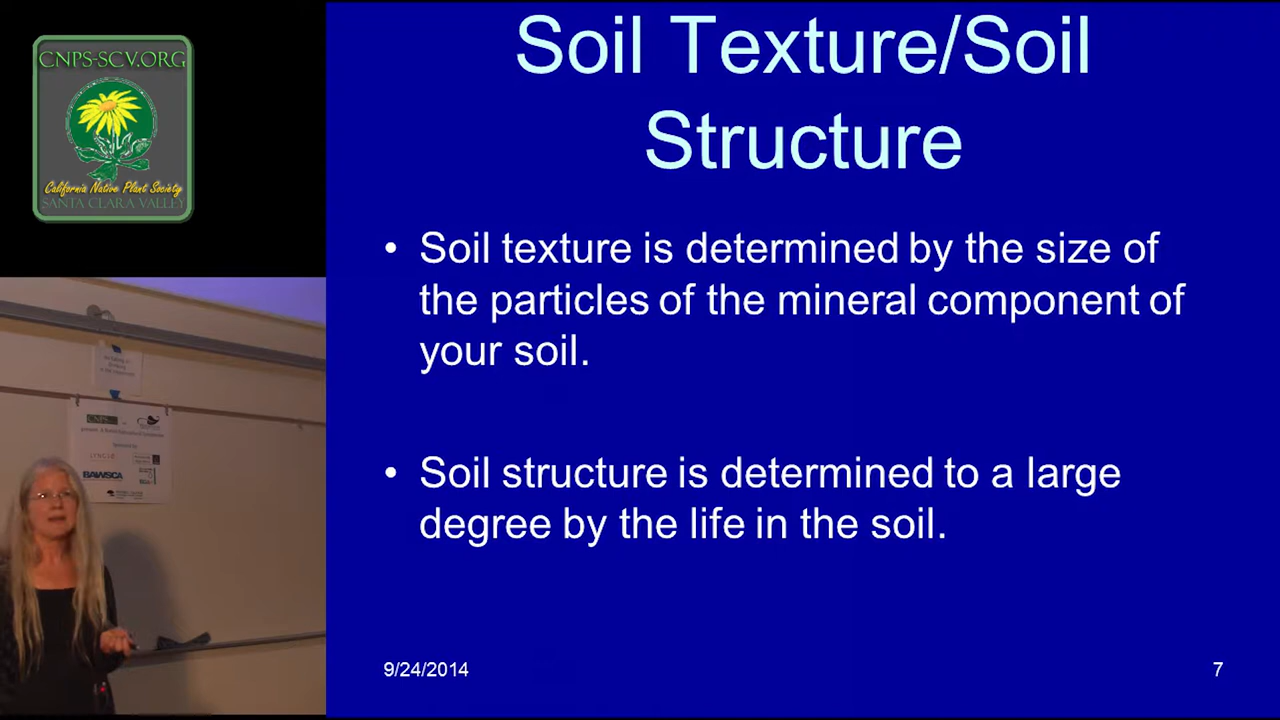 CNPS-SCV.ORG
California Native Plant Society
SANTA CLARA VALLEY
Soil Texture/Soil
Structure
• Soil texture is determined by the size of
the particles of the mineral component of
your soil.
• Soil structure is determined to a large
degree by the life in the soil.
9/24/2014
7
CNPS
BAWSCA